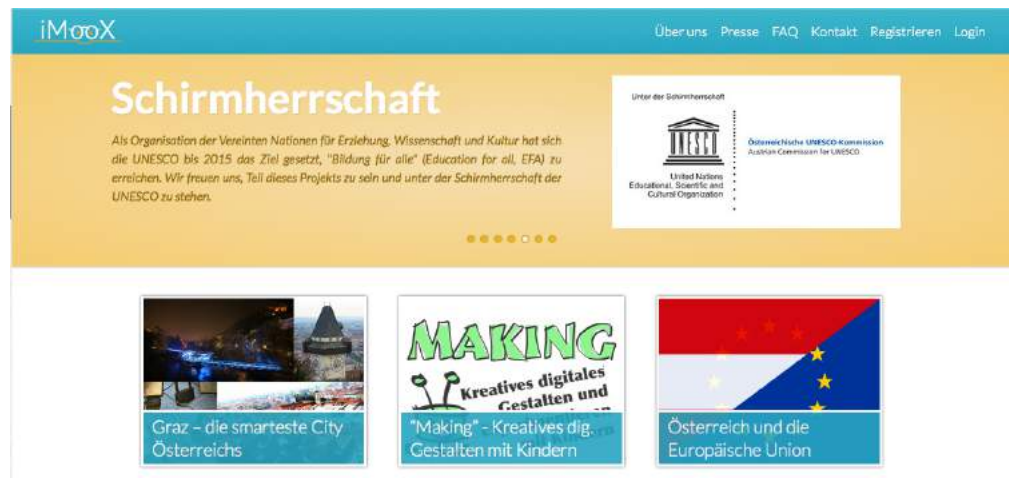 iMooX
Über uns Presse FAQ Kontakt Registrieren Login
Schirmherrschaft
Als Organisation der Vereinten Nationen für Erziehung, Wissenschaft und Kultur hat sich
die UNESCO bis 2015 das Ziel gesetzt, "Bildung für alle" (Education for all, EFA) zu
erreichen. Wir freuen uns, Teil dieses Projekts zu sein und unter der Schirmherrschaft der
UNESCO zu stehen.
Unter der Schirmherrschaft
UNESCO
United Nations
Educational, Scientific and
Cultural Organization
Österreichische UNESCO-Kommission
Austrian Commission for UNESCO
Graz – die smarteste City
Österreichs
MAKING
Kreatives digitales
Gestalten und
"Making" - Kreatives dig.
Gestalten mit Kindern
Österreich und die
Europäische Union